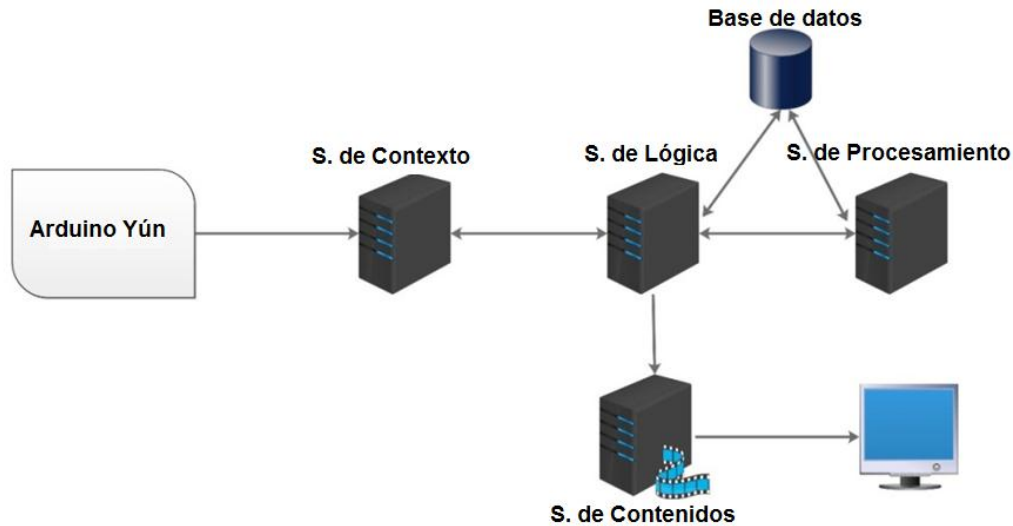 Base de datos
S. de Contexto
S. de Lógica
S. de Procesamiento
Arduino Yún
S. de Contenidos